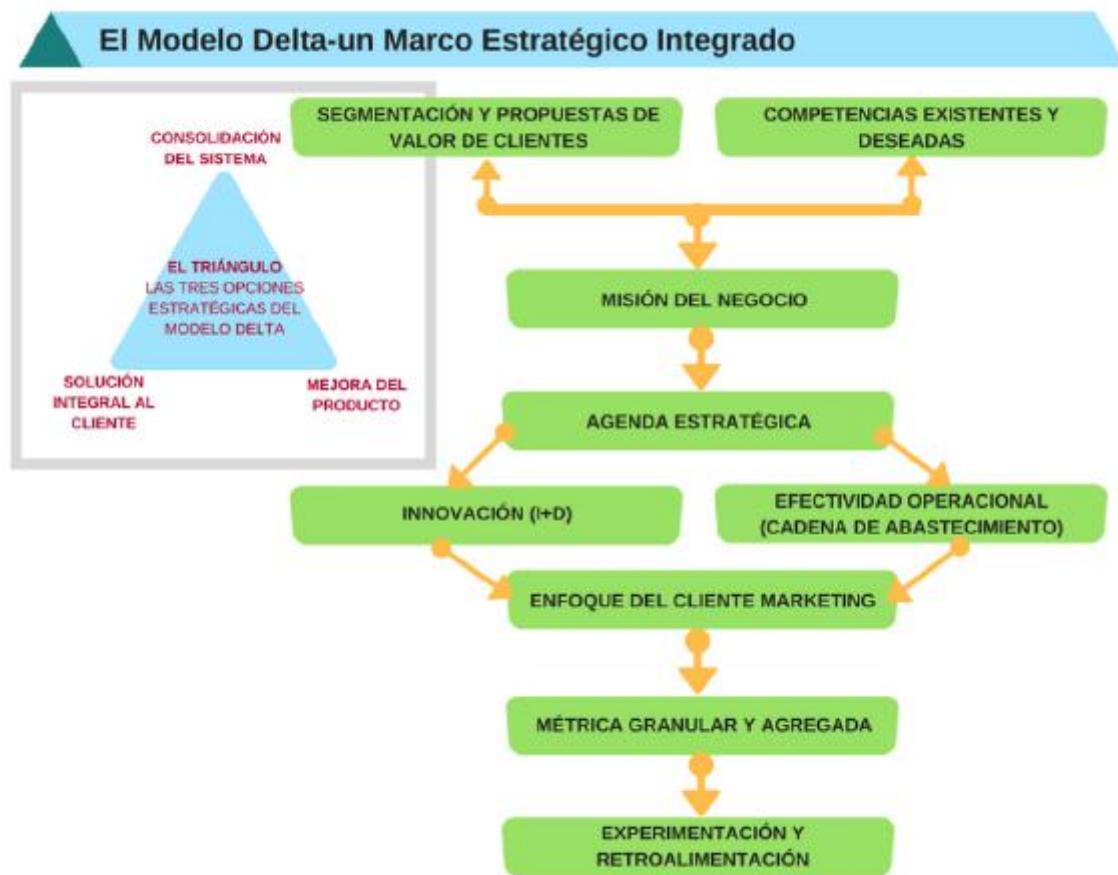 El Modelo Delta-un Marco Estratégico Integrado
CONSOLIDACIÓN
DEL SISTEMA
EL TRIÁNGULO
LAS TRES OPCIONES
ESTRATÉGICAS DEL
MODELO DELTA
SOLUCIÓN
INTEGRAL AL
CLIENTE
MEJORA DEL
PRODUCTO
SEGMENTACIÓN Y PROPUESTAS DE
VALOR DE CLIENTES
COMPETENCIAS EXISTENTES Y
DESEADAS
MISIÓN DEL NEGOCIO
AGENDA ESTRATÉGICA
INNOVACIÓN (I+D)
EFECTIVIDAD OPERACIONAL
(CADENA DE ABASTECIMIENTO)
ENFOQUE DEL CLIENTE MARKETING
MÉTRICA GRANULAR Y AGREGADA
EXPERIMENTACIÓN Y
RETROALIMENTACIÓN